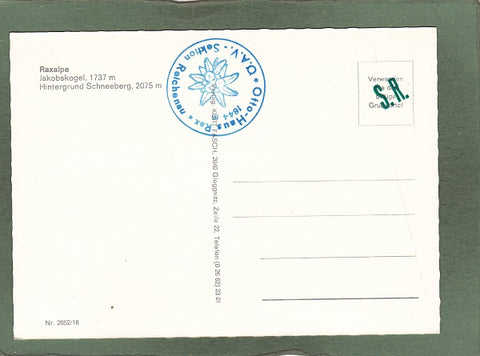 Raxalpe
Jakobskogel, 1737 m
Hintergrund Schneeberg, 2075 m
Ö.A.V. - Sektion Reichenau * Otto-Haus Rax *
1644
2640 Gloggnitz, Zeile 22, Telefon (0 26 62) 23 01
S.R.
Nr. 2652/16